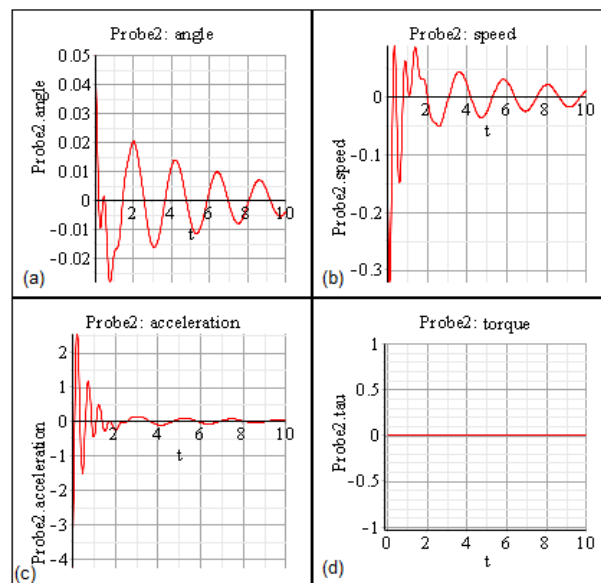 Probe2: angle
0.05
0.04
0.03
0.02
0.01
0
-0.01
-0.02
Probe2.angle
2 4 6 8 10
t
(a)
Probe2: speed
0
-0.1
-0.2
-0.3
Probe2.speed
2 4 6 8 10
t
(b)
Probe2: acceleration
2
1
0
-1
-2
-3
-4
Probe2.acceleration
2 4 6 8 10
t
(c)
Probe2: torque
1
0.5
0
-0.5
-1
Probe2.tau
0 2 4 6 8 10
t
(d)